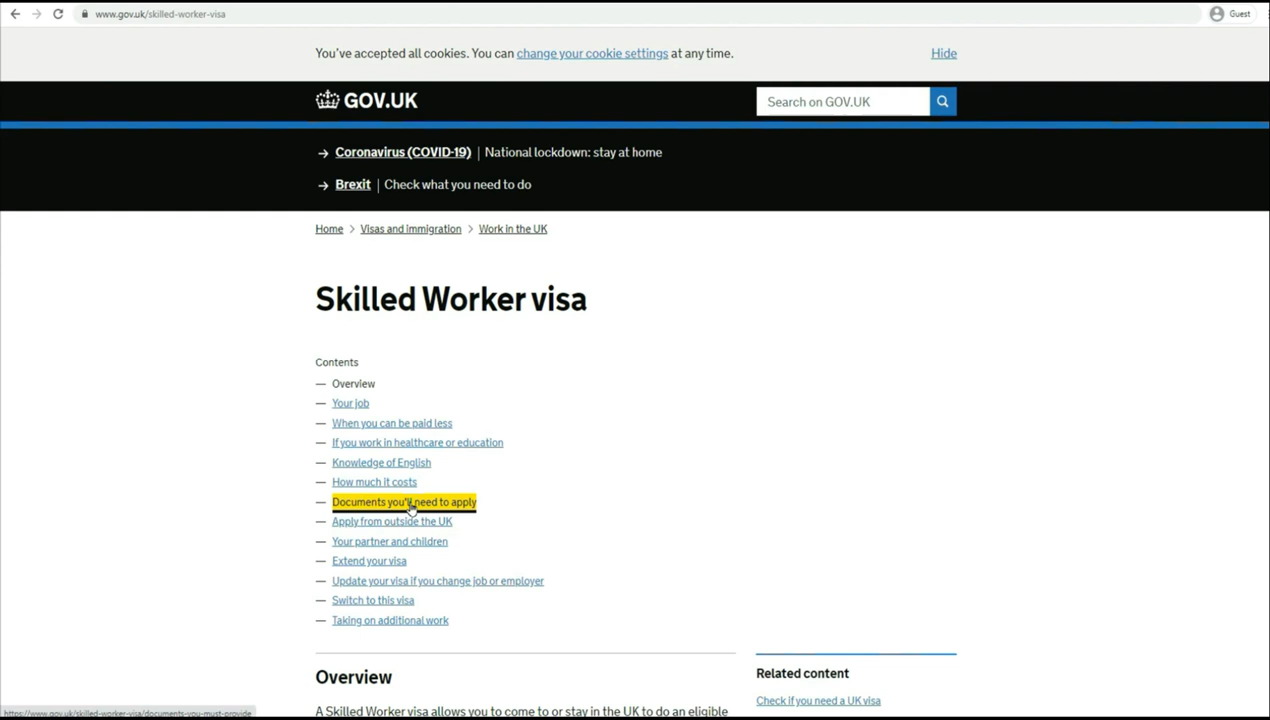 www.gov.uk/skilled-worker-visa
Guest
You've accepted all cookies. You can change your cookie settings at any time.
Hide
GOV.UK
Search on GOV.UK
→ Coronavirus (COVID-19) | National lockdown: stay at home
→ Brexit | Check what you need to do
Home > Visas and immigration > Work in the UK
Skilled Worker visa
Contents
— Overview
— Your job
— When you can be paid less
— If you work in healthcare or education
— Knowledge of English
— How much it costs
— Documents you'll need to apply
— Apply from outside the UK
— Your partner and children
— Extend your visa
— Update your visa if you change job or employer
— Switch to this visa
— Taking on additional work
Overview
A Skilled Worker visa allows you to come to or stay in the UK to do an eligible
Related content
Check if you need a UK visa
https://www.gov.uk/skilled-worker-visa/documents-you-must-provide